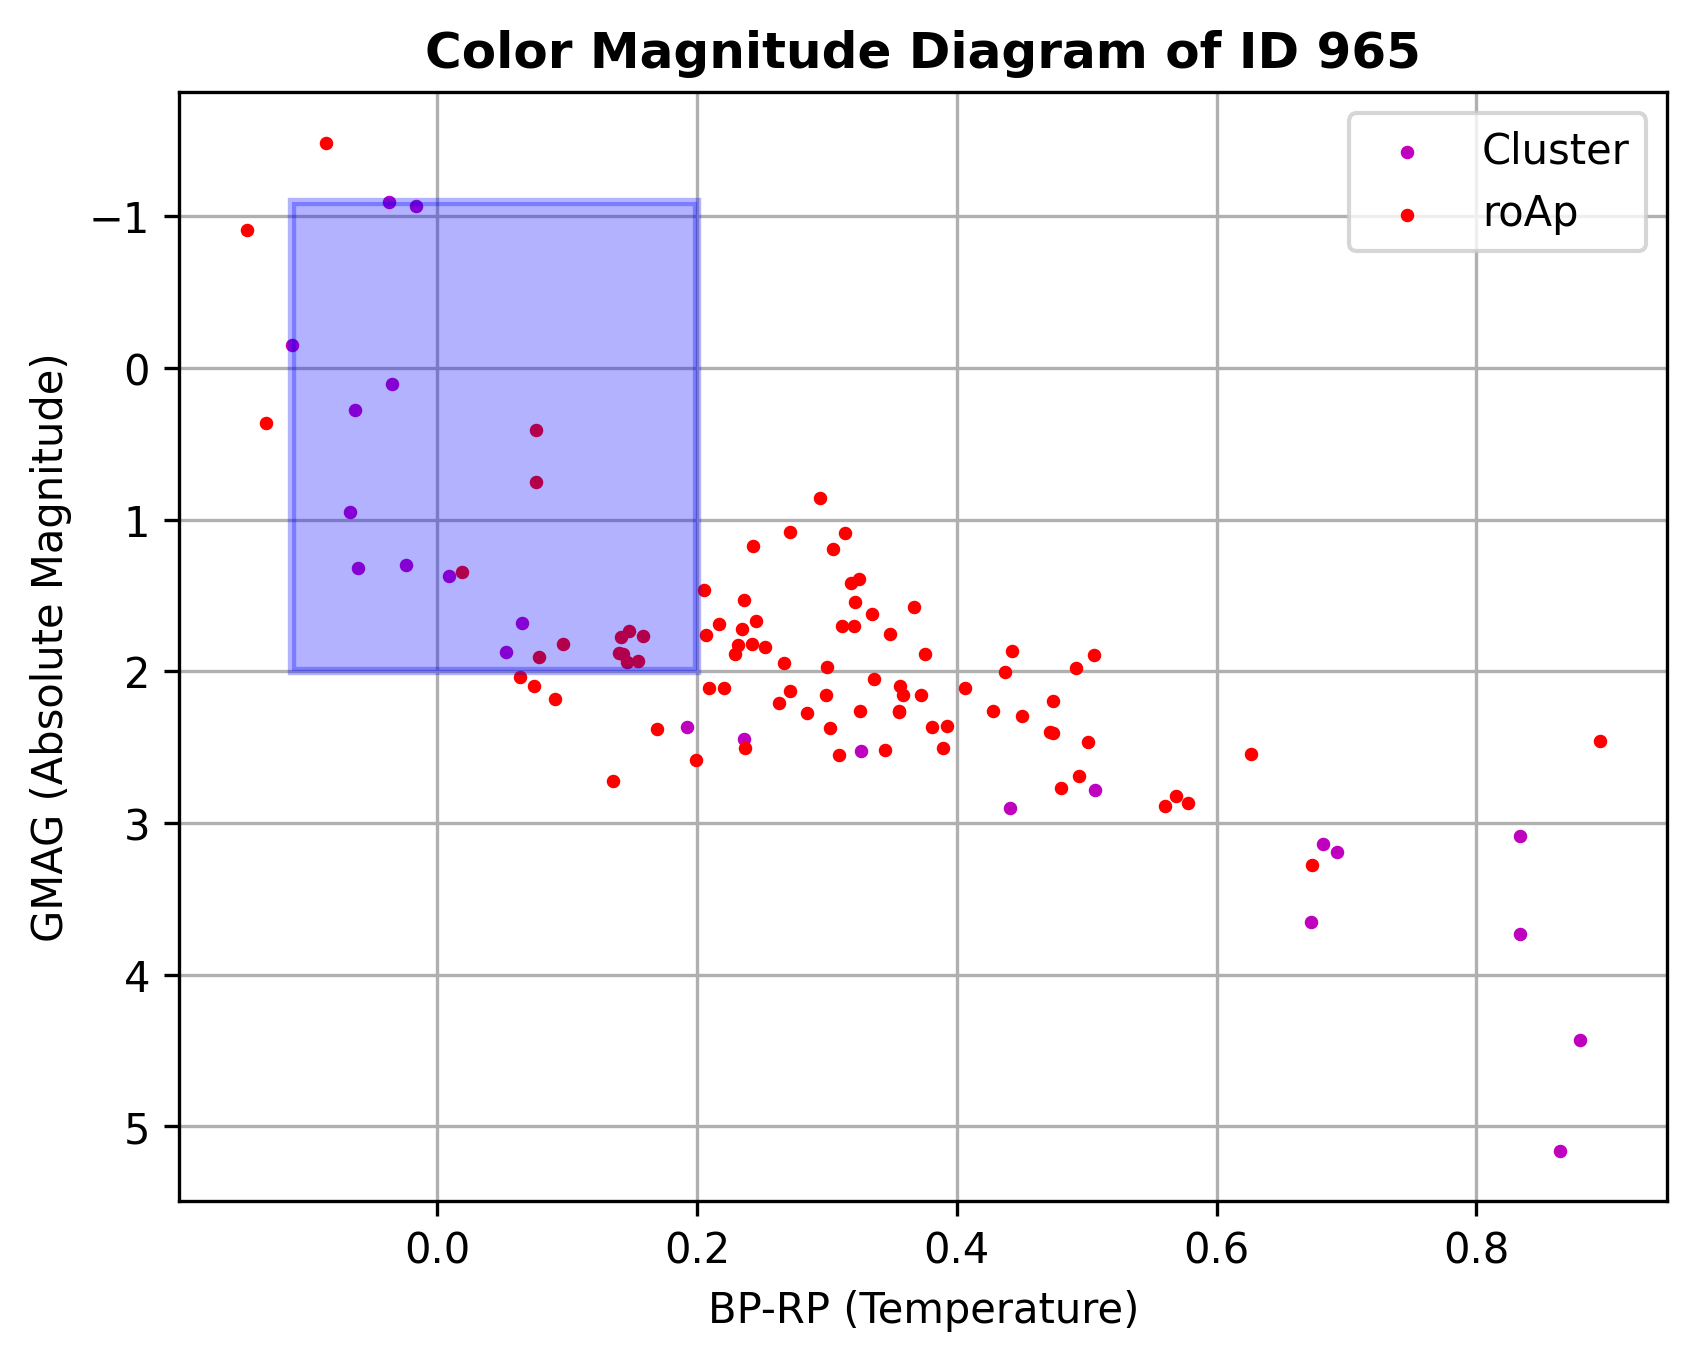 Color Magnitude Diagram of ID 965
Cluster
roAp
GMAG (Absolute Magnitude)
−1
0
1
2
3
4
5
0.0 0.2 0.4 0.6 0.8
BP-RP (Temperature)